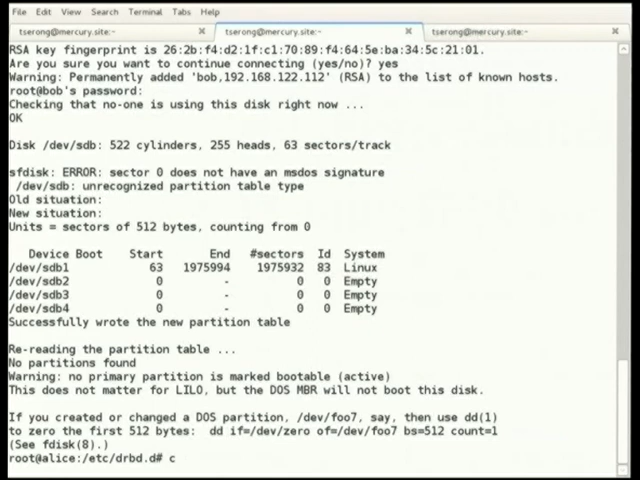 File Edit View Search Terminal Tabs Help
tserong@mercury.site:~ tserong@mercury.site:~ tserong@mercury.site:~
RSA key fingerprint is 26:2b:f4:d2:1f:c1:70:89:f4:64:5e:ba:34:5c:21:01.
Are you sure you want to continue connecting (yes/no)? yes
Warning: Permanently added 'bob,192.168.122.112' (RSA) to the list of known hosts.
root@bob's password:
Checking that no-one is using this disk right now ...
OK
Disk /dev/sdb: 522 cylinders, 255 heads, 63 sectors/track
sfdisk: ERROR: sector 0 does not have an msdos signature
/dev/sdb: unrecognized partition table type
Old situation:
New situation:
Units = sectors of 512 bytes, counting from 0
Device Boot Start End #sectors Id System
/dev/sdb1 63 1975994 1975932 83 Linux
/dev/sdb2 0 - 0 0 Empty
/dev/sdb3 0 - 0 0 Empty
/dev/sdb4 0 - 0 0 Empty
Successfully wrote the new partition table
Re-reading the partition table ...
No partitions found
Warning: no primary partition is marked bootable (active)
This does not matter for LILO, but the DOS MBR will not boot this disk.
If you created or changed a DOS partition, /dev/foo7, say, then use dd(1)
to zero the first 512 bytes: dd if=/dev/zero of=/dev/foo7 bs=512 count=1
(See fdisk(8).)
root@alice:/etc/drbd.d# c